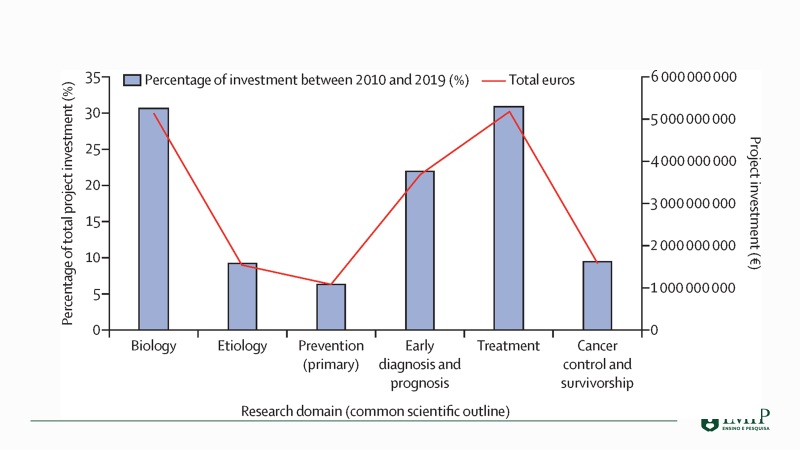 Percentage of investment between 2010 and 2019 (%)
Total euros
Percentage of total project investment (%)
35
30
25
20
15
10
5
0
6 000 000 000
5 000 000 000
4 000 000 000
3 000 000 000
2 000 000 000
1 000 000 000
0
Project investment (€)
Biology
Etiology
Prevention
(primary)
Early
diagnosis and
prognosis
Treatment
Cancer
control and
survivorship
Research domain (common scientific outline)
IMIP
ENSINO E PESQUISA